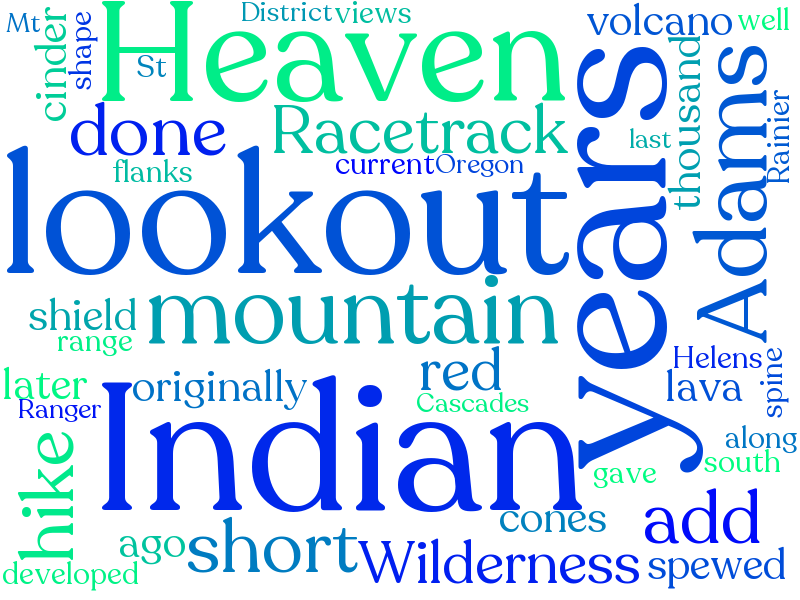 Mt
cinder
shape
St
Heaven
District
views
volcano
well
done
Racetrack
flanks
current
Oregon
last
thousand
Rainier
lookout
years
Adams
shield
range
mountain
later
Ranger
originally
red
Cascades
Helens
lava
spine
Indian
along
south
gave
hike
ago
short
cones
add
developed
Wilderness
spewed